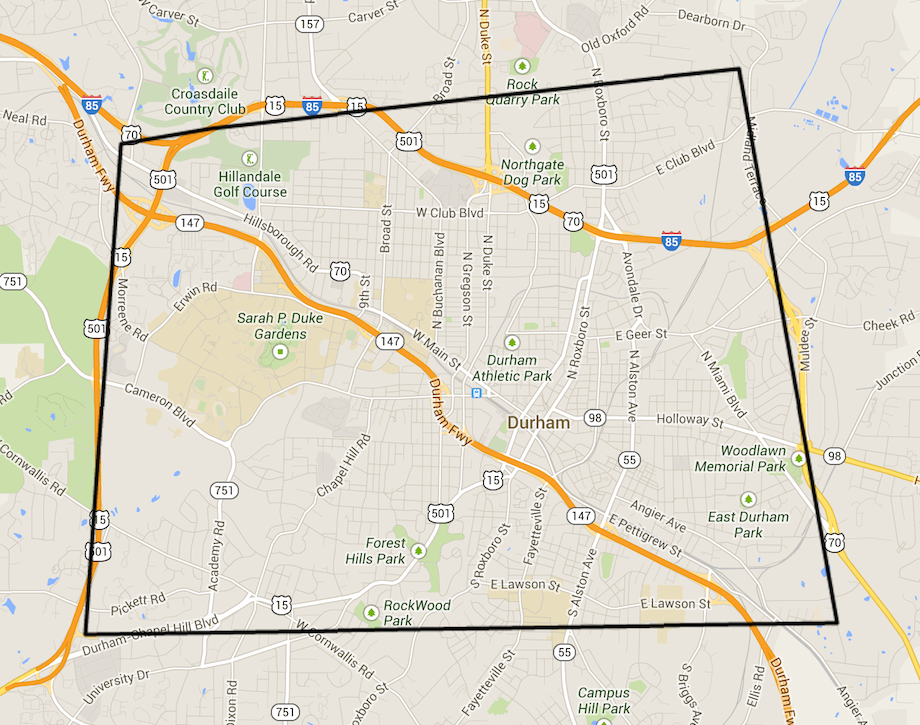 W Carver St
157
Carver St
N Duke St
Old Oxford Rd
Dearborn Dr
Broad St
Rock
Quarry Park
N Roxboro St
Croasdaile
Country Club
85
15
85
15
Neal Rd
70
501
Durham Fwy
Northgate
Dog Park
E Club Blvd
Midland Terrace
501
Hillandale
Golf Course
501
85
15
15
70
147
W Club Blvd
Hillsborough Rd
Broad St
N Buchanan Blvd
N Gregson St
N Duke St
85
15
70
751
Morreene Rd
Erwin Rd
9th St
Avondale Dr
Sarah P. Duke
Gardens
501
147
W Main St
N Roxboro St
E Geer St
Cheek Rd
Durham
Athletic Park
N Alston Ave
N Miami Blvd
Junction
Rd
Cameron Blvd
Durham Fwy
Durham
98
Holloway St
Cornwallis Rd
Chapel Hill Rd
55
Woodlawn
Memorial Park
98
751
15
501
Fayetteville St
147
Angier Ave
E Pettigrew St
East Durham
Park
15
501
Academy Rd
Forest
Hills Park
S Roxboro St
S Alston Ave
70
Pickett Rd
15
RockWood
Park
E Lawson St
E Lawson St
Durham-Chapel Hill Blvd
W Cornwallis Rd
55
University Dr
Fayetteville St
Campus
Hill Park
S Briggs Av
Ellis Rd
Durham Fw
Angier A
Dixon Rd
751
oxboro St